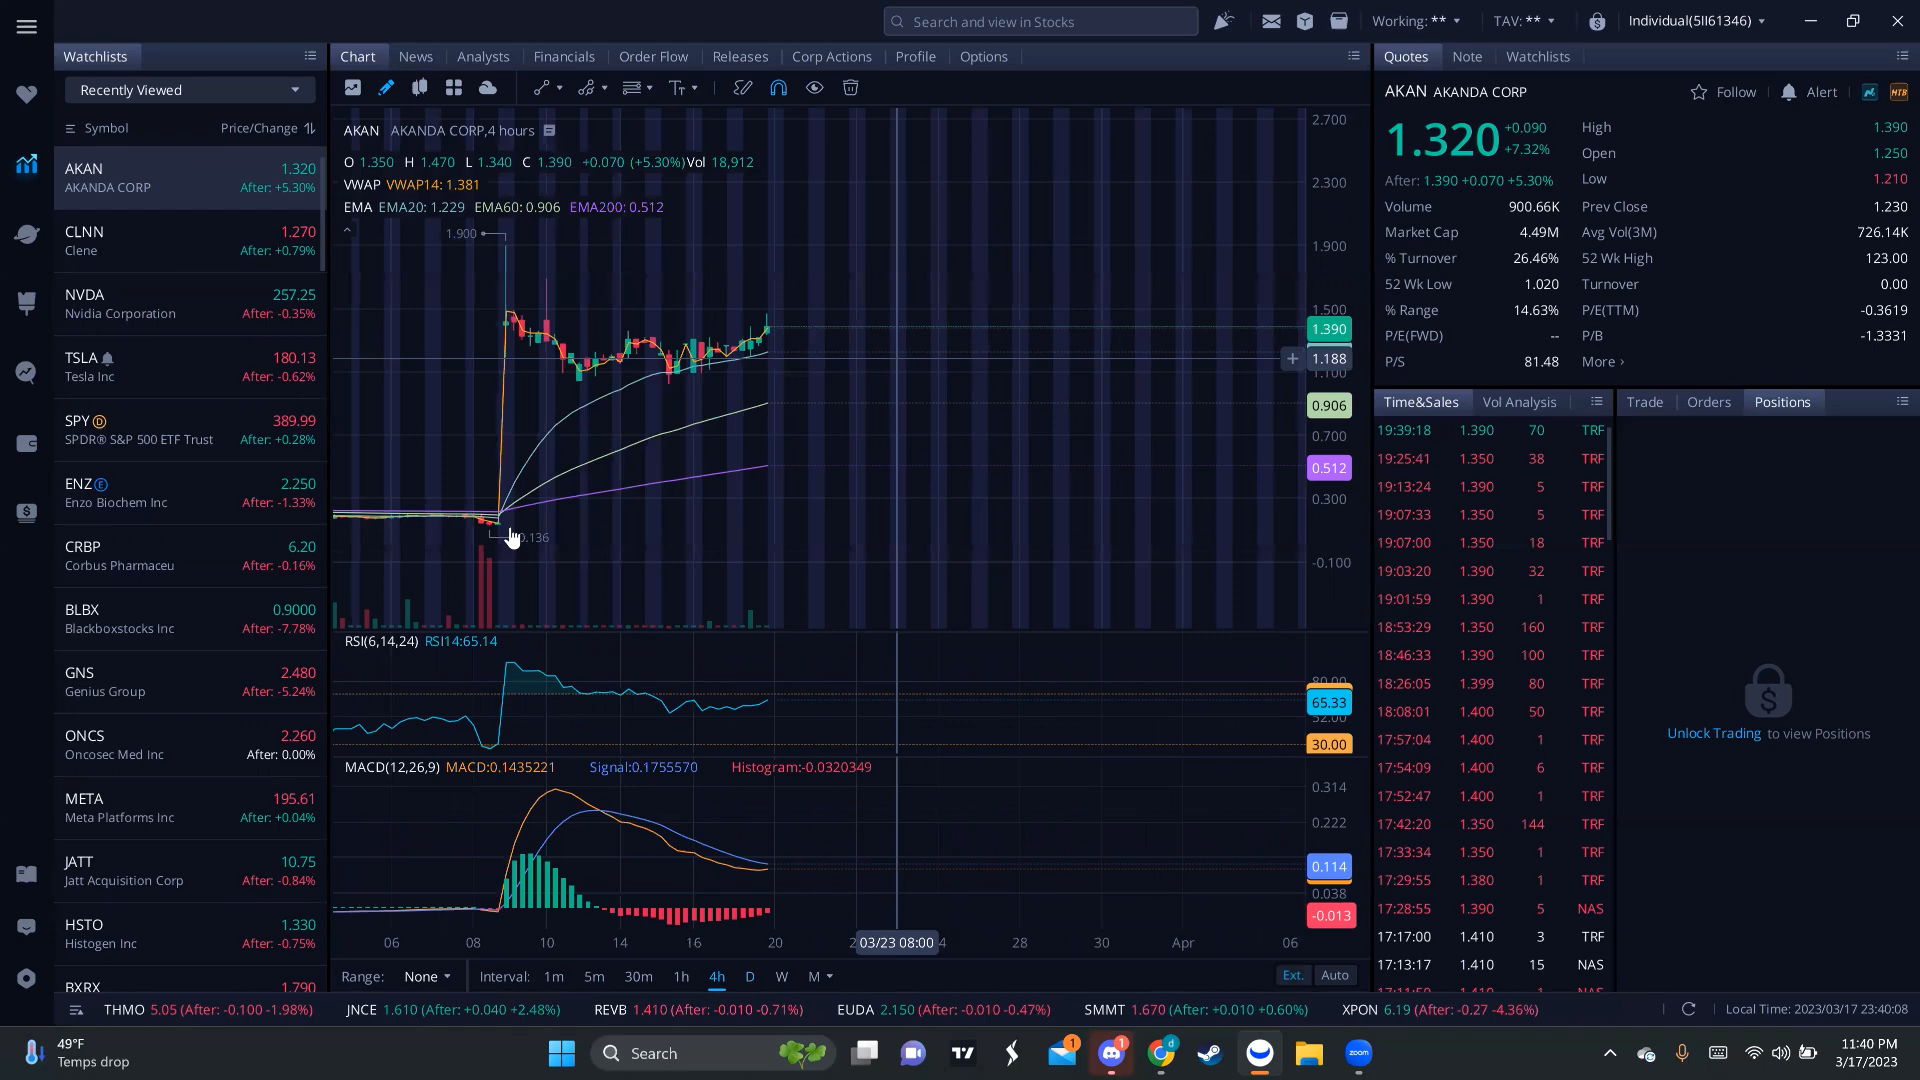 Search and view in Stocks
Working: **
TAV: **
Individual(5II61346)
Watchlists
Recently Viewed
Symbol Price/Change
AKAN 1.320
AKANDA CORP After: +5.30%
CLNN 1.270
Clene After: +0.79%
NVDA 257.25
Nvidia Corporation After: -0.35%
TSLA 180.13
Tesla Inc After: -0.62%
SPY D 389.99
SPDR® S&P 500 ETF Trust After: +0.28%
ENZ E 2.250
Enzo Biochem Inc After: -1.33%
CRBP 6.20
Corbus Pharmaceu After: -0.16%
BLBX 0.9000
Blackboxstocks Inc After: -7.78%
GNS 2.480
Genius Group After: -5.24%
ONCS 2.260
Oncosec Med Inc After: 0.00%
META 195.61
Meta Platforms Inc After: +0.04%
JATT 10.75
Jatt Acquisition Corp After: -0.84%
HSTO 1.330
Histogen Inc After: -0.75%
BXRX 1.790
Chart News Analysts Financials Order Flow Releases Corp Actions Profile Options
AKAN AKANDA CORP,4 hours
O 1.350 H 1.470 L 1.340 C 1.390 +0.070 (+5.30%)Vol 18,912
VWAP VWAP14: 1.381
EMA EMA20: 1.229 EMA60: 0.906 EMA200: 0.512
1.900
0.136
2.700
2.300
1.900
1.500
1.390
1.188
1.100
0.906
0.700
0.512
0.300
-0.100
RSI(6,14,24) RSI14:65.14
80.00
65.33
52.00
30.00
MACD(12,26,9) MACD:0.1435221 Signal:0.1755570 Histogram:-0.0320349
0.314
0.222
0.114
0.038
-0.013
06 08 10 14 16 20 2 03/23 08:00 4 28 30 Apr 06
Range: None Interval: 1m 5m 30m 1h 4h D W M
Ext. Auto
Quotes Note Watchlists
AKAN AKANDA CORP Follow Alert HTB
1.320 +0.090
+7.32%
After: 1.390 +0.070 +5.30%
High 1.390
Open 1.250
Low 1.210
Volume 900.66K Prev Close 1.230
Market Cap 4.49M Avg Vol(3M) 726.14K
% Turnover 26.46% 52 Wk High 123.00
52 Wk Low 1.020 Turnover 0.00
% Range 14.63% P/E(TTM) -0.3619
P/E(FWD) -- P/B -1.3331
P/S 81.48 More ›
Time&Sales Vol Analysis
19:39:18 1.390 70 TRF
19:25:41 1.350 38 TRF
19:13:24 1.390 5 TRF
19:07:33 1.350 5 TRF
19:07:00 1.350 18 TRF
19:03:20 1.390 32 TRF
19:01:59 1.390 1 TRF
18:53:29 1.350 160 TRF
18:46:33 1.390 100 TRF
18:26:05 1.399 80 TRF
18:08:01 1.400 50 TRF
17:57:04 1.400 1 TRF
17:54:09 1.400 6 TRF
17:52:47 1.400 1 TRF
17:42:20 1.350 144 TRF
17:33:34 1.350 1 TRF
17:29:55 1.380 1 TRF
17:28:55 1.390 5 NAS
17:17:00 1.410 3 TRF
17:13:17 1.410 15 NAS
Trade Orders Positions
Unlock Trading to view Positions
THMO 5.05 (After: -0.100 -1.98%) JNCE 1.610 (After: +0.040 +2.48%) REVB 1.410 (After: -0.010 -0.71%) EUDA 2.150 (After: -0.010 -0.47%) SMMT 1.670 (After: +0.010 +0.60%) XPON 6.19 (After: -0.27 -4.36%) Local Time: 2023/03/17 23:40:08
49°F
Temps drop
Search
1
1
d
zoom
11:40 PM
3/17/2023